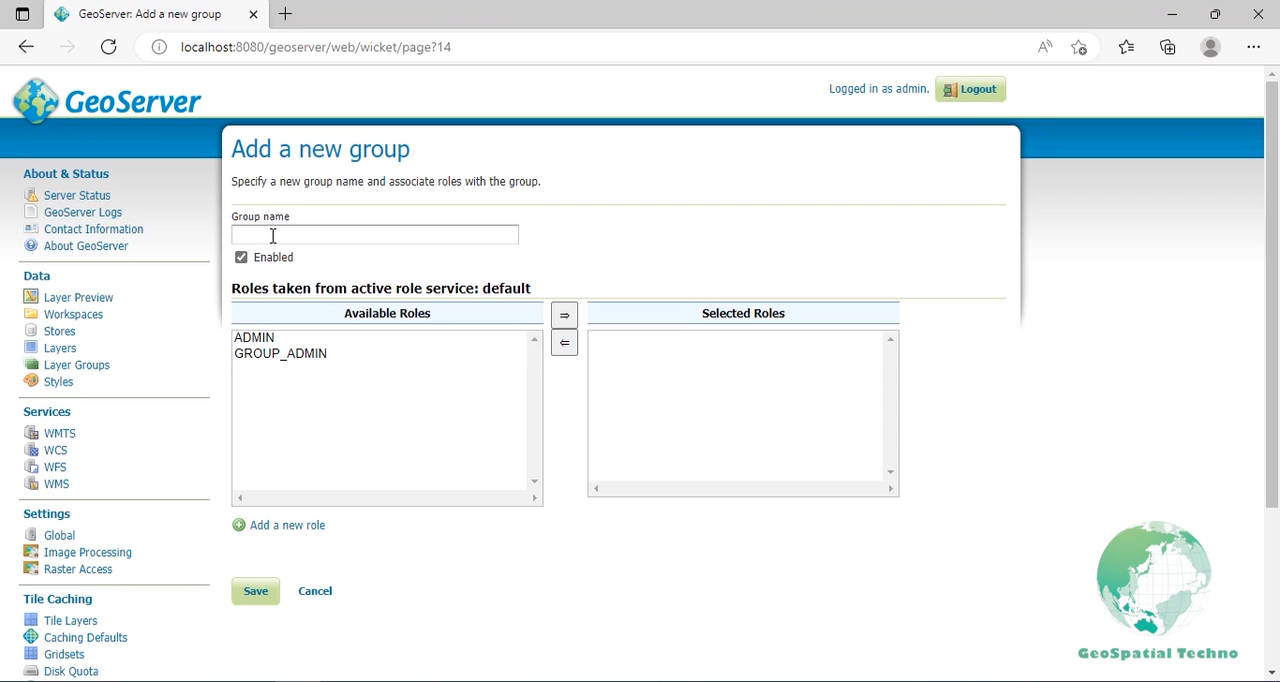 GeoServer: Add a new group
localhost:8080/geoserver/web/wicket/page?14
GeoServer
Logged in as admin.
Logout
About & Status
Server Status
GeoServer Logs
Contact Information
About GeoServer
Data
Layer Preview
Workspaces
Stores
Layers
Layer Groups
Styles
Services
WMTS
WCS
WFS
WMS
Settings
Global
Image Processing
Raster Access
Tile Caching
Tile Layers
Caching Defaults
Gridsets
Disk Quota
Add a new group
Specify a new group name and associate roles with the group.
Group name
Enabled
Roles taken from active role service: default
Available Roles
Selected Roles
ADMIN
GROUP_ADMIN
Add a new role
Save
Cancel
GeoSpatial Techno